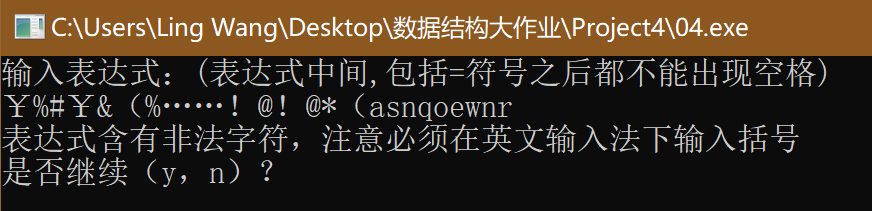 C:\Users\Ling Wang\Desktop\数据结构大作业\Project4\04.exe
输入表达式：(表达式中间,包括=符号之后都不能出现空格)
￥%#￥&（%……！@！@*（asnqoewnr
表达式含有非法字符，注意必须在英文输入法下输入括号
是否继续（y，n）？